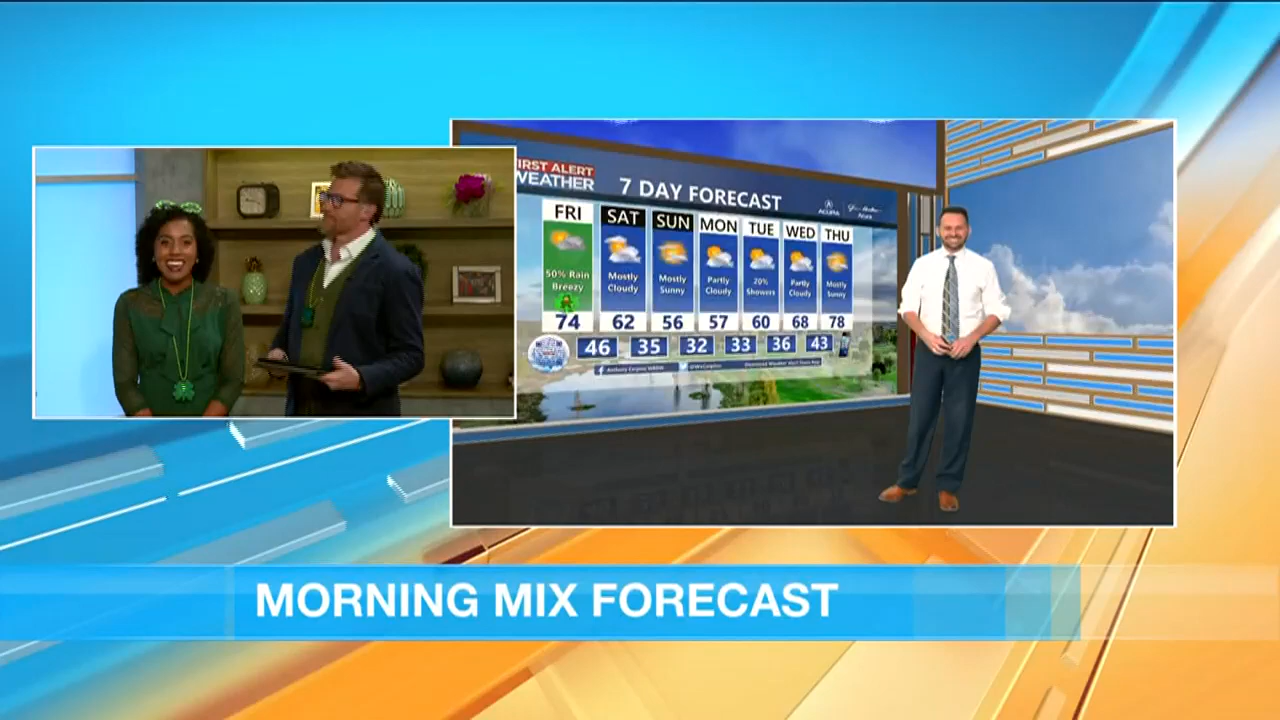 FIRST ALERT
WEATHER
7 DAY FORECAST
ACURA
Acura
FRI
SAT
SUN
MON
TUE
WED
THU
50% Rain
Breezy
Mostly
Cloudy
Mostly
Sunny
Partly
Cloudy
20%
Showers
Partly
Cloudy
Mostly
Sunny
74
62
56
57
60
68
78
46
35
32
33
36
43
MORNING MIX FORECAST